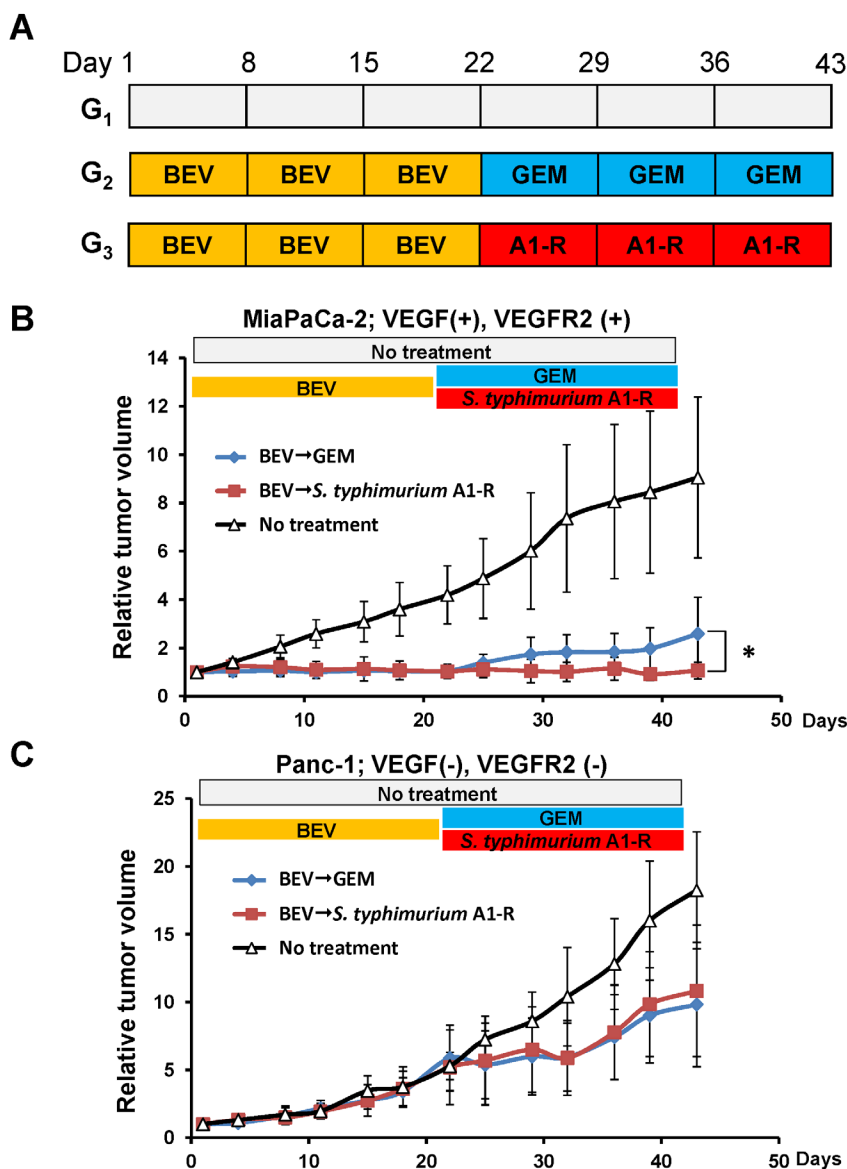 A
Day 1 8 15 22 29 36 43
G1
G2 BEV BEV BEV GEM GEM GEM
G3 BEV BEV BEV A1-R A1-R A1-R
B
MiaPaCa-2; VEGF(+), VEGFR2 (+)
No treatment
BEV GEM
S. typhimurium A1-R
BEV→GEM
BEV→S. typhimurium A1-R
No treatment
Relative tumor volume
14
12
10
8
6
4
2
0
*
0 10 20 30 40 50 Days
C
Panc-1; VEGF(-), VEGFR2 (-)
No treatment
BEV GEM
S. typhimurium A1-R
BEV→GEM
BEV→S. typhimurium A1-R
No treatment
Relative tumor volume
25
20
15
10
5
0
0 10 20 30 40 50 Days